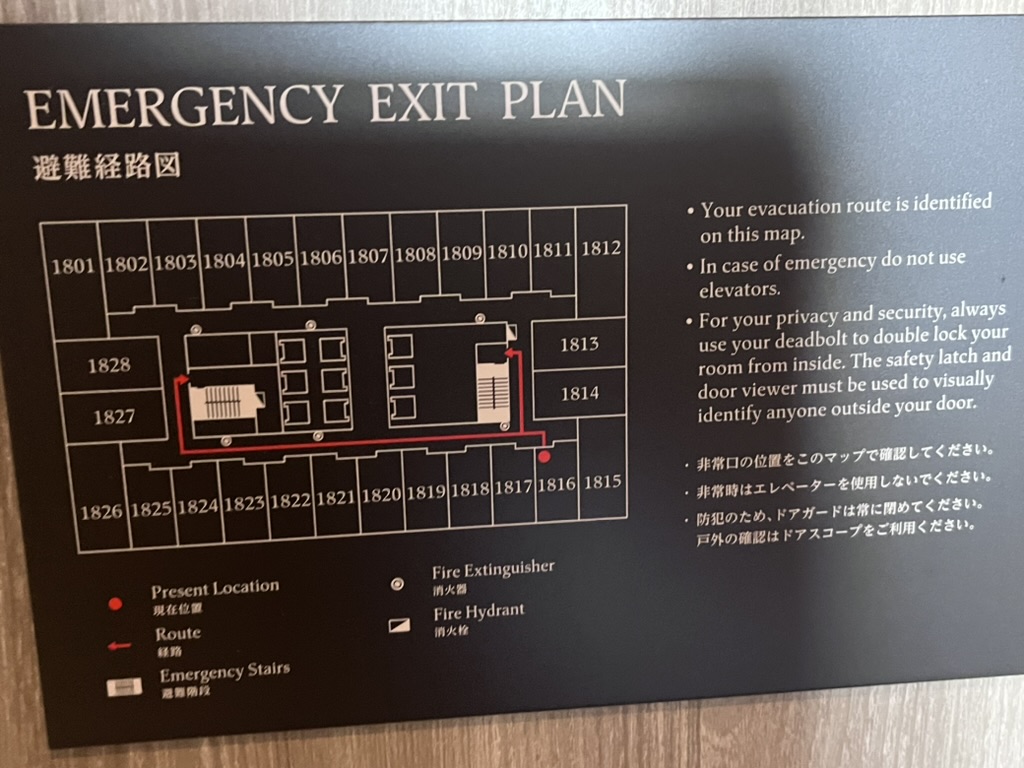 EMERGENCY EXIT PLAN
避難経路図
1801 1802 1803 1804 1805 1806 1807 1808 1809 1810 1811 1812
1828
1827
1813
1814
1826 1825 1824 1823 1822 1821 1820 1819 1818 1817 1816 1815
Present Location
現在位置
Route
経路
Emergency Stairs
避難階段
Fire Extinguisher
消火器
Fire Hydrant
消火栓
• Your evacuation route is identified
on this map.
• In case of emergency do not use
elevators.
• For your privacy and security, always
use your deadbolt to double lock your
room from inside. The safety latch and
door viewer must be used to visually
identify anyone outside your door.
・非常口の位置をこのマップで確認してください。
・非常時はエレベーターを使用しないでください。
・防犯のため、ドアガードは常に閉めてください。
戸外の確認はドアスコープをご利用ください。